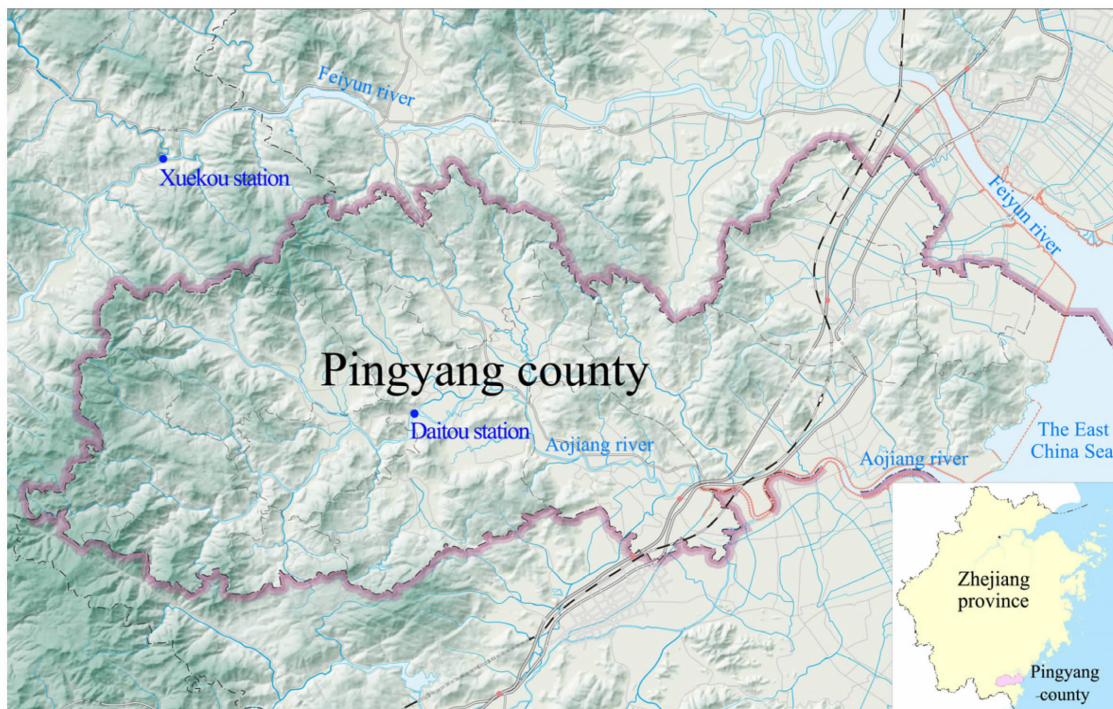 Feiyun river
Xuekou station
Feiyun river
Pingyang county
Daitou station
Aojiang river
The East
China Sea
Aojiang river
Zhejiang
province
Pingyang
county